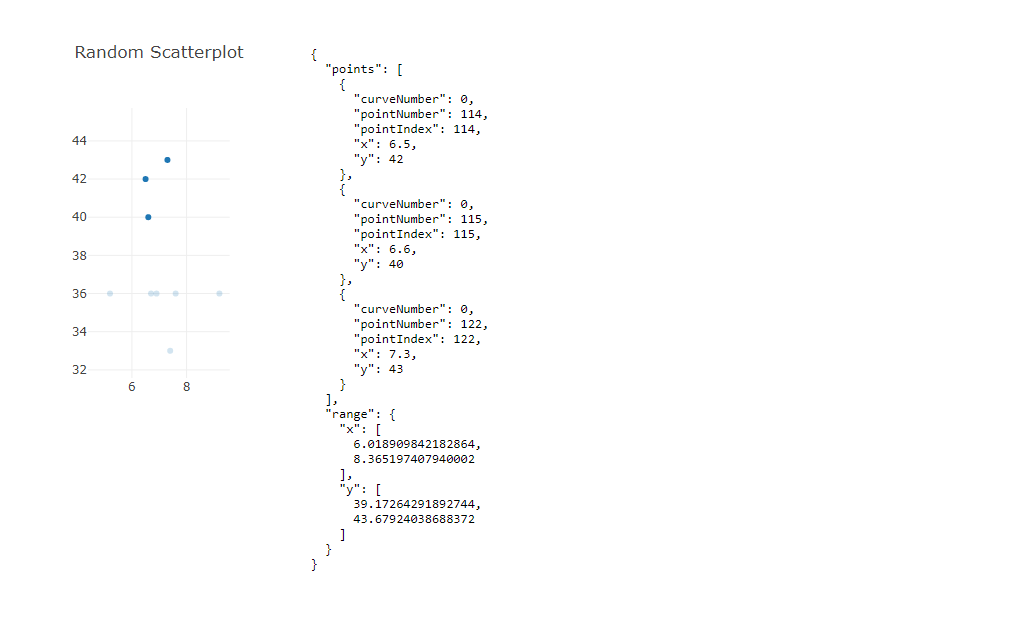 Random Scatterplot
44
42
40
38
36
34
32
6 8
{
  "points": [
    {
      "curveNumber": 0,
      "pointNumber": 114,
      "pointIndex": 114,
      "x": 6.5,
      "y": 42
    },
    {
      "curveNumber": 0,
      "pointNumber": 115,
      "pointIndex": 115,
      "x": 6.6,
      "y": 40
    },
    {
      "curveNumber": 0,
      "pointNumber": 122,
      "pointIndex": 122,
      "x": 7.3,
      "y": 43
    }
  ],
  "range": {
    "x": [
      6.018909842182864,
      8.365197407940002
    ],
    "y": [
      39.17264291892744,
      43.67924038688372
    ]
  }
}